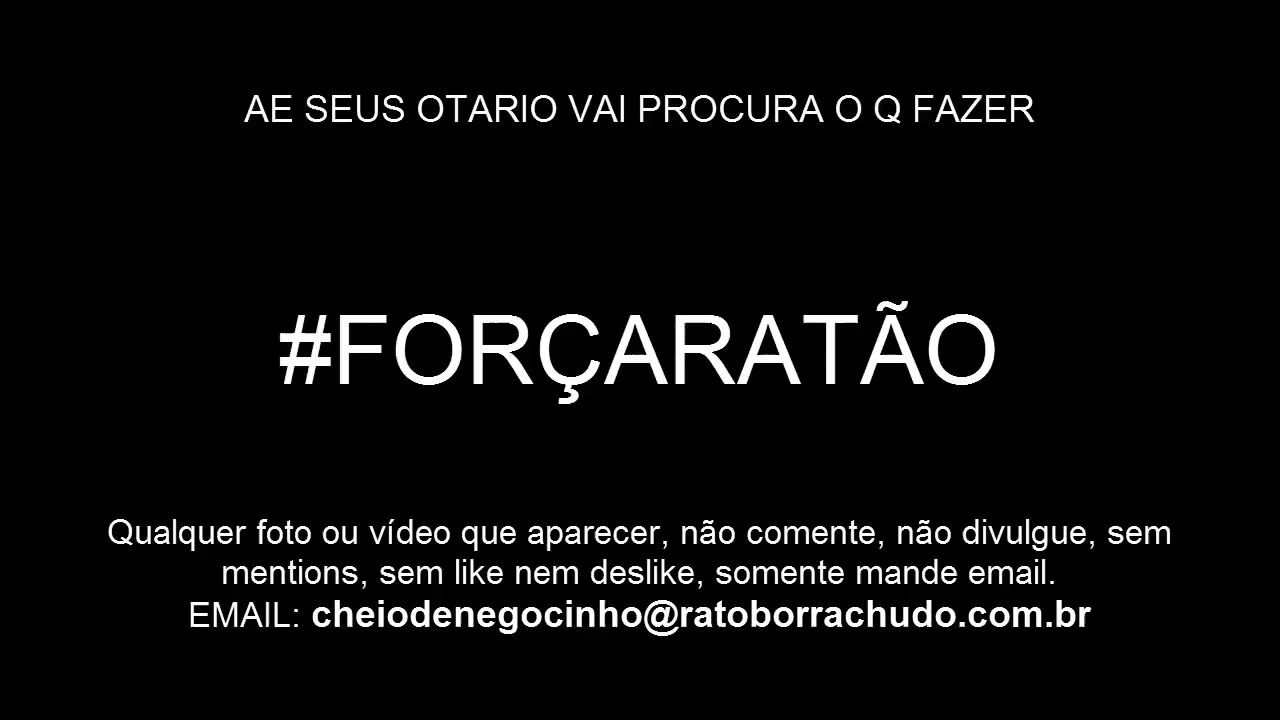 AE SEUS OTARIO VAI PROCURA O Q FAZER
#FORÇARATÃO
Qualquer foto ou vídeo que aparecer, não comente, não divulgue, sem
mentions, sem like nem deslike, somente mande email.
EMAIL: cheiodenegocinho@ratoborrachudo.com.br